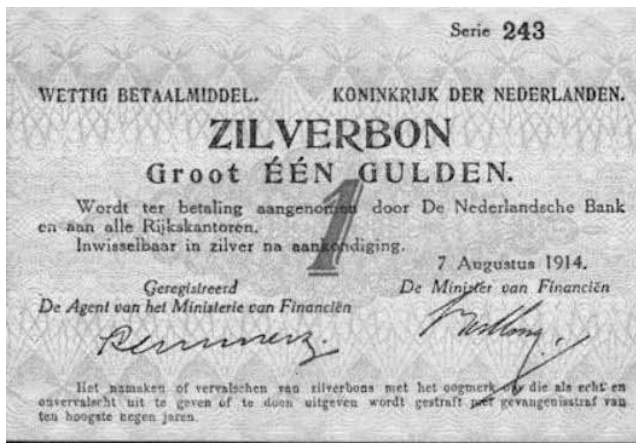 Serie 243
WETTIG BETAALMIDDEL. KONINKRIJK DER NEDERLANDEN.
ZILVERBON
Groot ÉÉN GULDEN.
1
Wordt ter betaling aangenomen door De Nederlandsche Bank
en aan alle Rijkskantoren.
Inwisselbaar in zilver na aankondiging.
7 Augustus 1914.
Geregistreerd De Minister van Financiën
De Agent van het Ministerie van Financiën
Het namaken of vervalschen van zilverbons met het oogmerk om die als echt en
onvervalscht uit te geven of te doen uitgeven wordt gestraft met gevangenisstraf van
ten hoogste negen jaren.